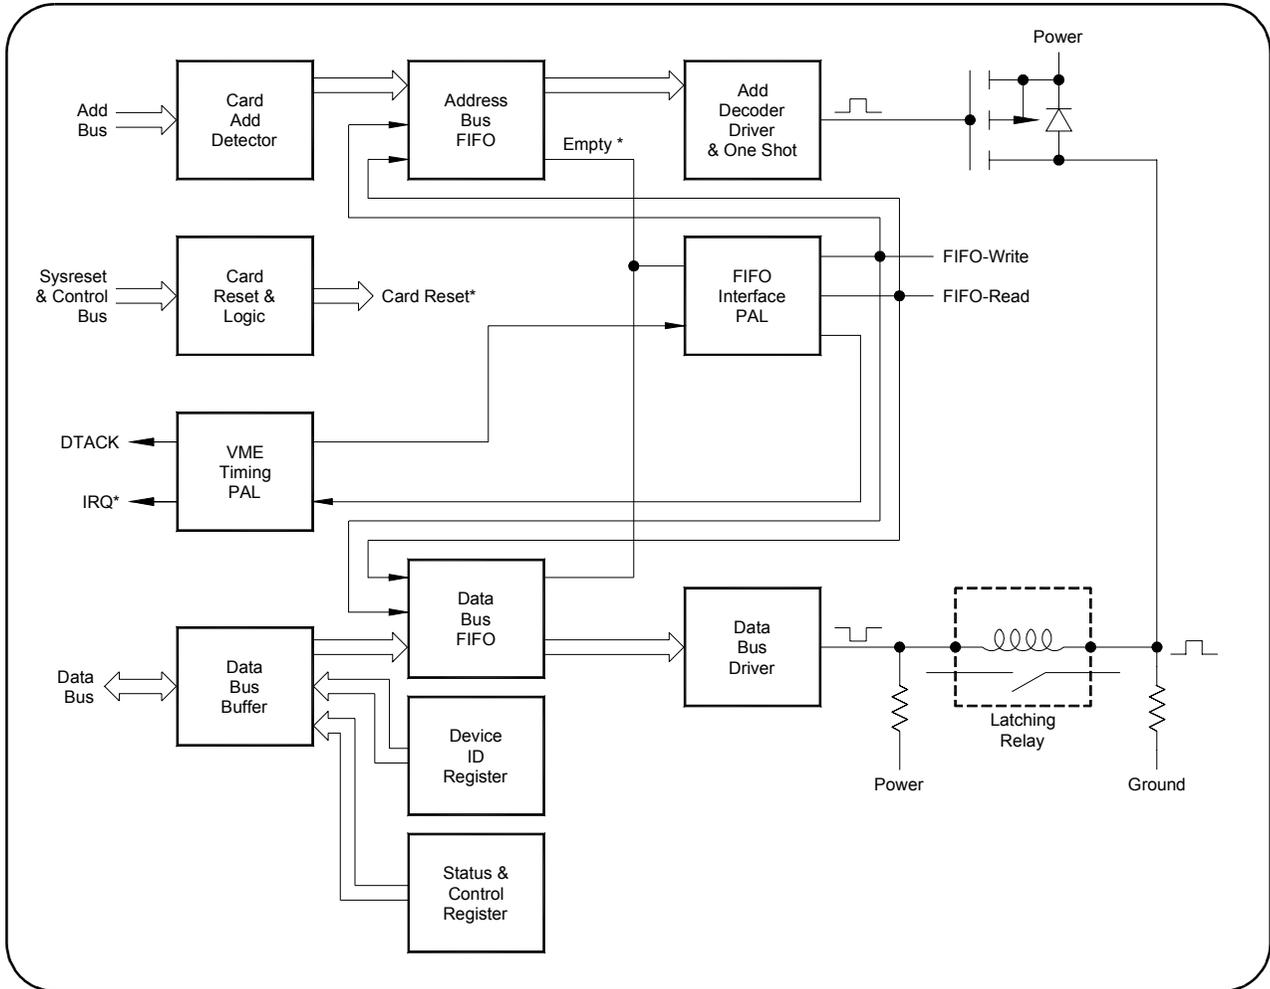 Power
Add
Bus
Card
Add
Detector
Address
Bus
FIFO
Empty *
Add
Decoder
Driver
& One Shot
Sysreset
& Control
Bus
Card
Reset &
Logic
Card Reset*
FIFO
Interface
PAL
FIFO-Write
FIFO-Read
DTACK
IRQ*
VME
Timing
PAL
Data
Bus
FIFO
Data
Bus
Driver
Data
Bus
Data
Bus
Buffer
Latching
Relay
Device
ID
Register
Power
Ground
Status &
Control
Register